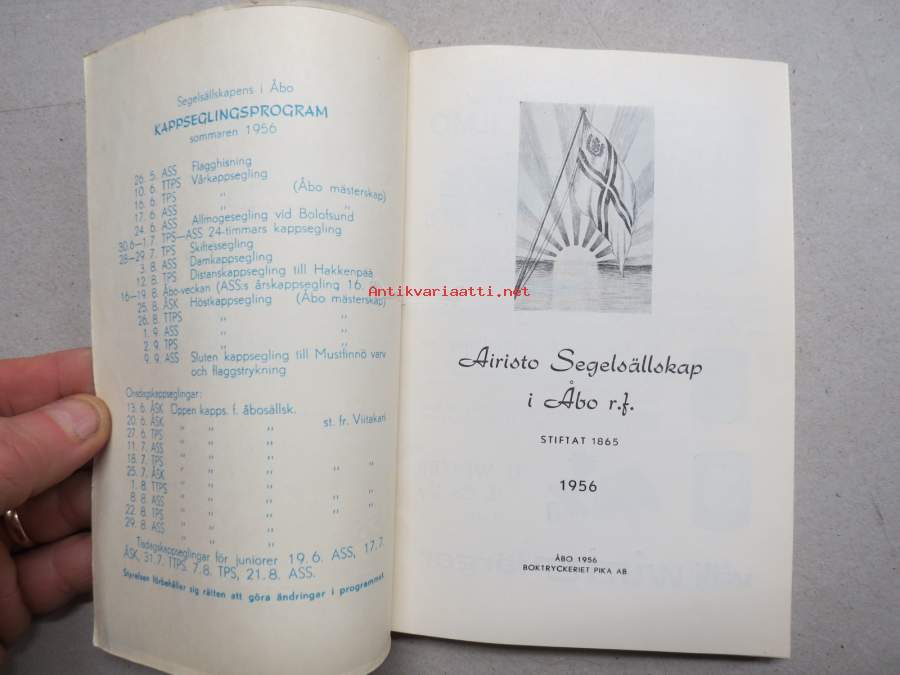 Segelsällskapens i Åbo
KAPPSEGLINGSPROGRAM
sommaren 1956
26. 5. ASS Flagghisning
10. 6. TTPS Vårkappsegling
16. 6. TPS „ (Åbo mästerskap)
17. 6. ASS „ „
24. 6. ASS Allmogesegling vid Bolofsund
30.6—1.7. TPS—ASS 24-timmars kappsegling
28—29. 7. TPS Skiftessegling
3. 8. ASS Damkappsegling
12. 8. TPS Distanskappsegling till Hakkenpää
16—19. 8. Åbo-veckan (ASS:s årskappsegling 16.
25. 8. ÅSK Höstkappsegling (Åbo mästerskap)
26. 8. TTPS „ „
1. 9. ASS „ „
2. 9. TPS „ „
9. 9. ASS Sluten kappsegling till Mustfinnö varv
och flaggstrykning
Onsdagskappseglingar:
13. 6. ÅSK Öppen kapps. f. åbosällsk.
20. 6. ÅSK „ „ „ st. fr. Viitakari
27. 6. TPS „ „ „
11. 7. ASS „ „ „
18. 7. TPS „ „ „ „ „
25. 7. ÅSK „ „ „
1. 8. TTPS „ „ „ „
8. 8. ASS „ „ „ „
22. 8. TPS „ „ „ „ „
29. 8. ASS „ „ „
Tisdagskappseglingar för juniorer 19. 6. ASS, 17.7.
ÅSK, 31.7. TTPS, 7.8. TPS, 21. 8. ASS.
Styrelsen förbehåller sig rätten att göra ändringar i programmet.
Antikvariaatti.net
Airisto Segelsällskap
i Åbo r.f.
STIFTAT 1865
1956
ÅBO 1956
BOKTRYCKERIET PIKA AB